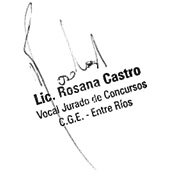 Lic. Rosana Castro
Vocal Jurado de Concursos
C.G.E. - Entre Ríos